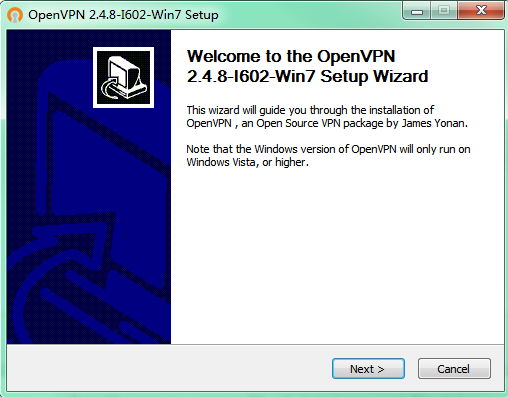 OpenVPN 2.4.8-I602-Win7 Setup
Welcome to the OpenVPN
2.4.8-I602-Win7 Setup Wizard
This wizard will guide you through the installation of
OpenVPN , an Open Source VPN package by James Yonan.
Note that the Windows version of OpenVPN will only run on
Windows Vista, or higher.
Next >
Cancel